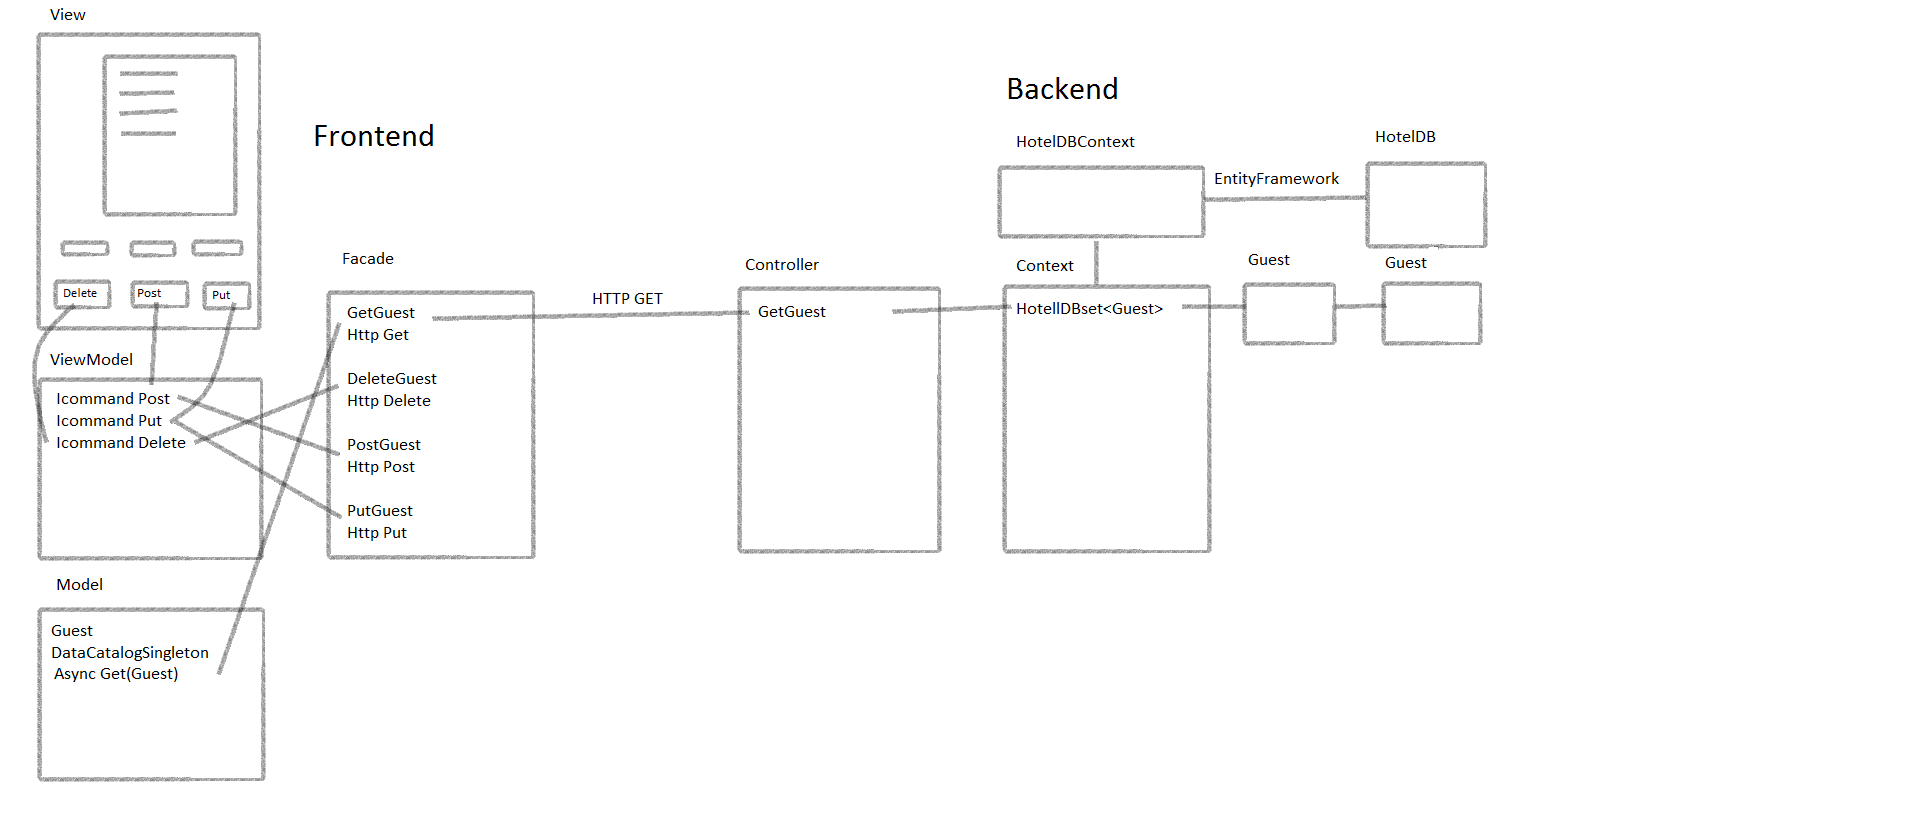 View
Delete
Post
Put
ViewModel
Icommand Post
Icommand Put
Icommand Delete
Model
Guest
DataCatalogSingleton
Async Get(Guest)
Frontend
Facade
GetGuest
Http Get
DeleteGuest
Http Delete
PostGuest
Http Post
PutGuest
Http Put
HTTP GET
Controller
GetGuest
Backend
HotelDBContext
EntityFramework
HotelDB
Context
HotellDBset<Guest>
Guest
Guest